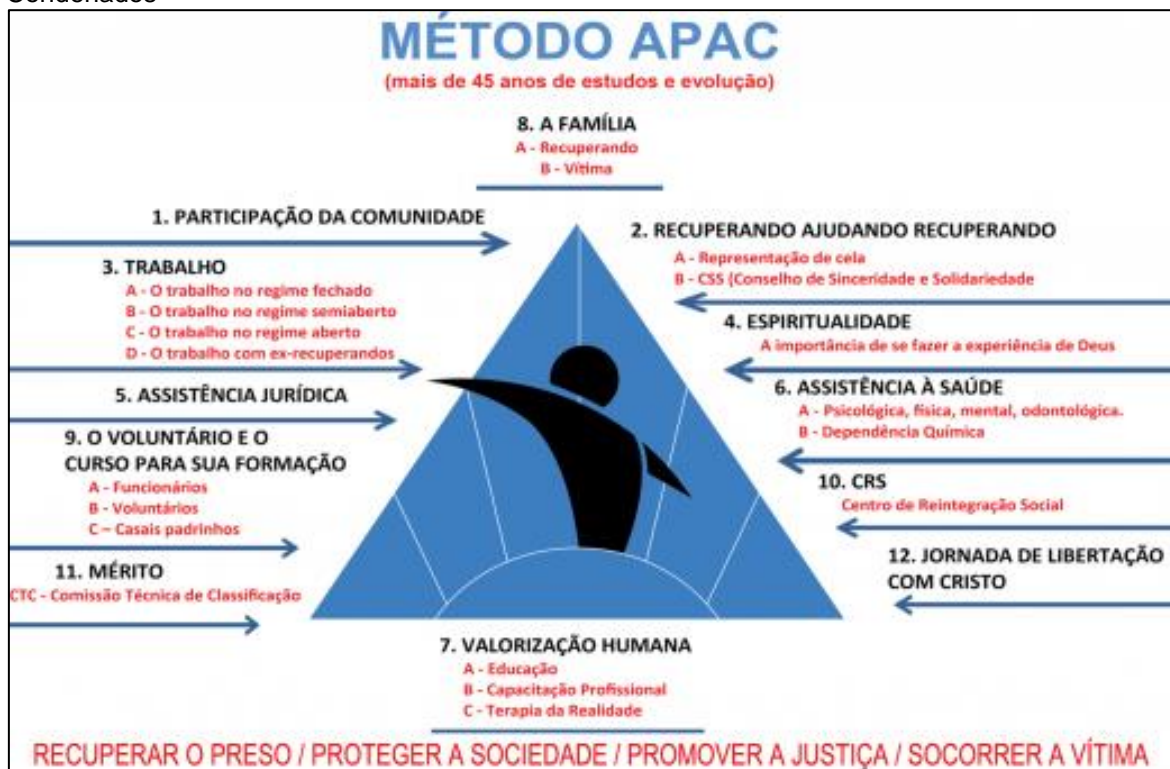 Condenados
MÉTODO APAC
(mais de 45 anos de estudos e evolução)
8. A FAMÍLIA
A - Recuperando
B - Vítima
1. PARTICIPAÇÃO DA COMUNIDADE
2. RECUPERANDO AJUDANDO RECUPERANDO
A - Representação de cela
B - CSS (Conselho de Sinceridade e Solidariedade
3. TRABALHO
A - O trabalho no regime fechado
B - O trabalho no regime semiaberto
C - O trabalho no regime aberto
D - O trabalho com ex-recuperandos
4. ESPIRITUALIDADE
A importância de se fazer a experiência de Deus
5. ASSISTÊNCIA JURÍDICA
6. ASSISTÊNCIA À SAÚDE
A - Psicológica, física, mental, odontológica.
B - Dependência Química
9. O VOLUNTÁRIO E O
CURSO PARA SUA FORMAÇÃO
A - Funcionários
B - Voluntários
C – Casais padrinhos
10. CRS
Centro de Reintegração Social
11. MÉRITO
CTC - Comissão Técnica de Classificação
12. JORNADA DE LIBERTAÇÃO
COM CRISTO
7. VALORIZAÇÃO HUMANA
A - Educação
B - Capacitação Profissional
C - Terapia da Realidade
RECUPERAR O PRESO / PROTEGER A SOCIEDADE / PROMOVER A JUSTIÇA / SOCORRER A VÍTIMA